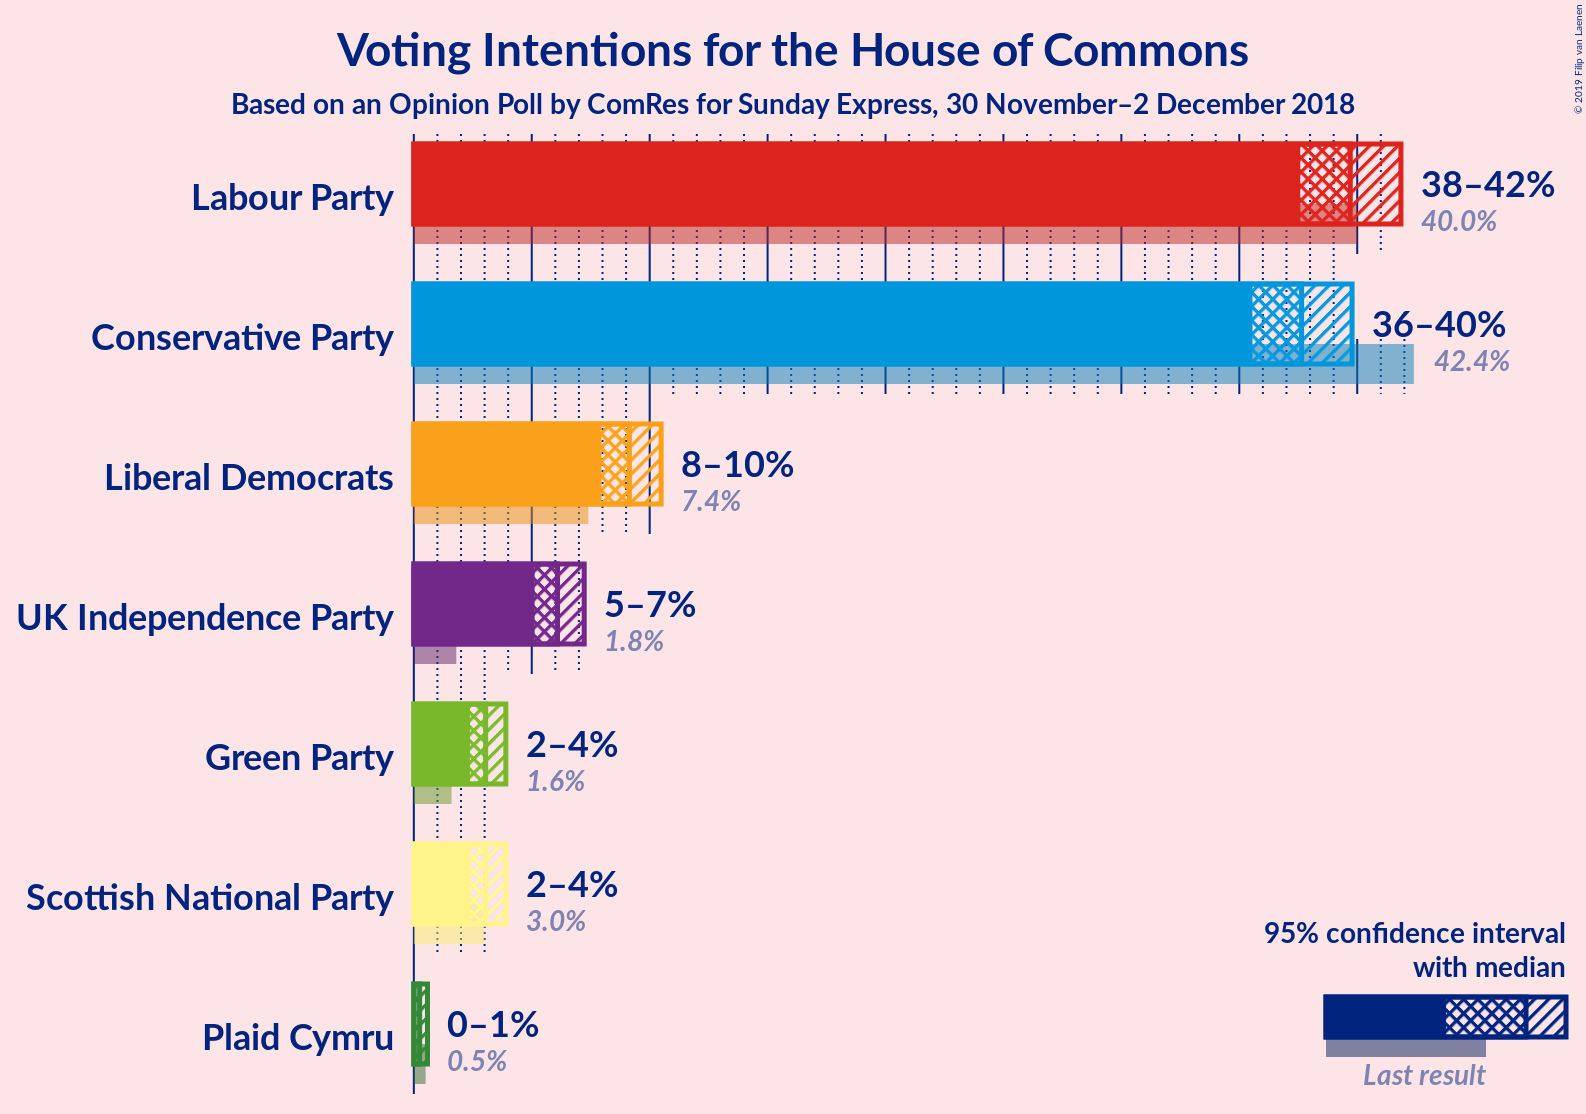 Voting Intentions for the House of Commons
Based on an Opinion Poll by ComRes for Sunday Express, 30 November–2 December 2018
© 2019 Filip van Laenen
Labour Party
38–42%
40.0%
Conservative Party
36–40%
42.4%
Liberal Democrats
8–10%
7.4%
UK Independence Party
5–7%
1.8%
Green Party
2–4%
1.6%
Scottish National Party
2–4%
3.0%
Plaid Cymru
0–1%
0.5%
95% confidence interval
with median
Last result